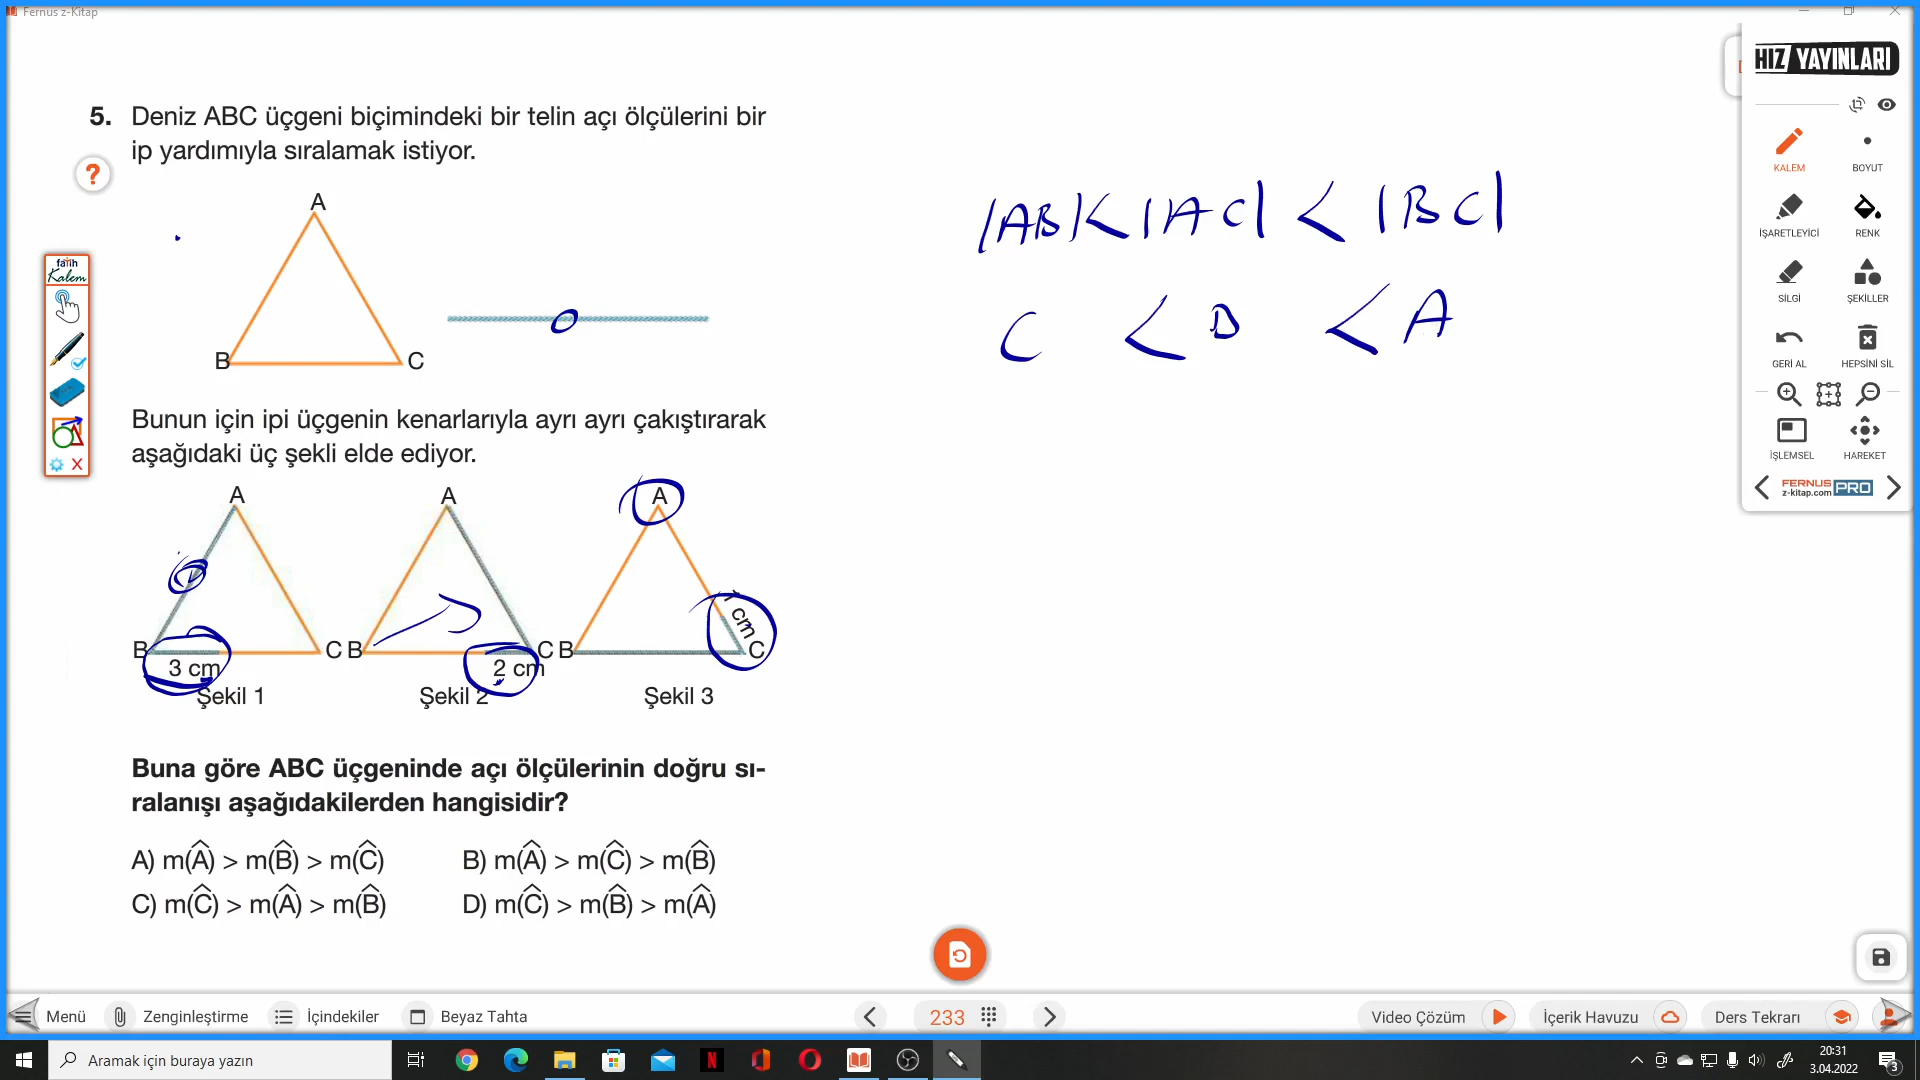 Fernus z-Kitap
HIZ YAYINLARI
5. Deniz ABC üçgeni biçimindeki bir telin açı ölçülerini bir
ip yardımıyla sıralamak istiyor.
?
A
B
C
|AB|<|AC| < |BC|
C < B < A
fatih
Kalem
Bunun için ipi üçgenin kenarlarıyla ayrı ayrı çakıştırarak
aşağıdaki üç şekli elde ediyor.
A A A
B C B C B C
3 cm 2 cm cm
Şekil 1 Şekil 2 Şekil 3
Buna göre ABC üçgeninde açı ölçülerinin doğru sı-
ralanışı aşağıdakilerden hangisidir?
A) m(Â) > m(B̂) > m(Ĉ) B) m(Â) > m(Ĉ) > m(B̂)
C) m(Ĉ) > m(Â) > m(B̂) D) m(Ĉ) > m(B̂) > m(Â)
KALEM BOYUT
İŞARETLEYİCİ RENK
SİLGİ ŞEKİLLER
GERİ AL HEPSİNİ SİL
İŞLEMSEL HAREKET
FERNUS
z-kitap.com PRO
Menü Zenginleştirme İçindekiler Beyaz Tahta 233 Video Çözüm İçerik Havuzu Ders Tekrarı
Aramak için buraya yazın
20:31
3.04.2022
3